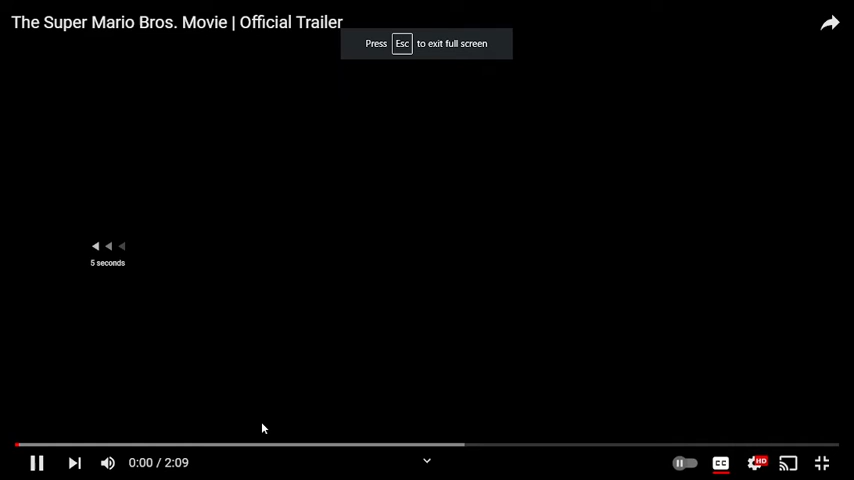 The Super Mario Bros. Movie | Official Trailer
Press Esc to exit full screen
5 seconds
0:00 / 2:09
CC
HD